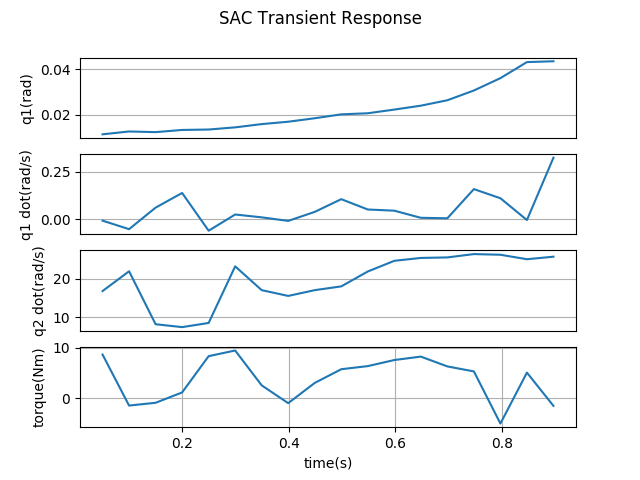 SAC Transient Response
q1(rad)
0.04
0.02
q1 dot(rad/s)
0.25
0.00
q2 dot(rad/s)
20
10
torque(Nm)
10
0
0.2 0.4 0.6 0.8
time(s)